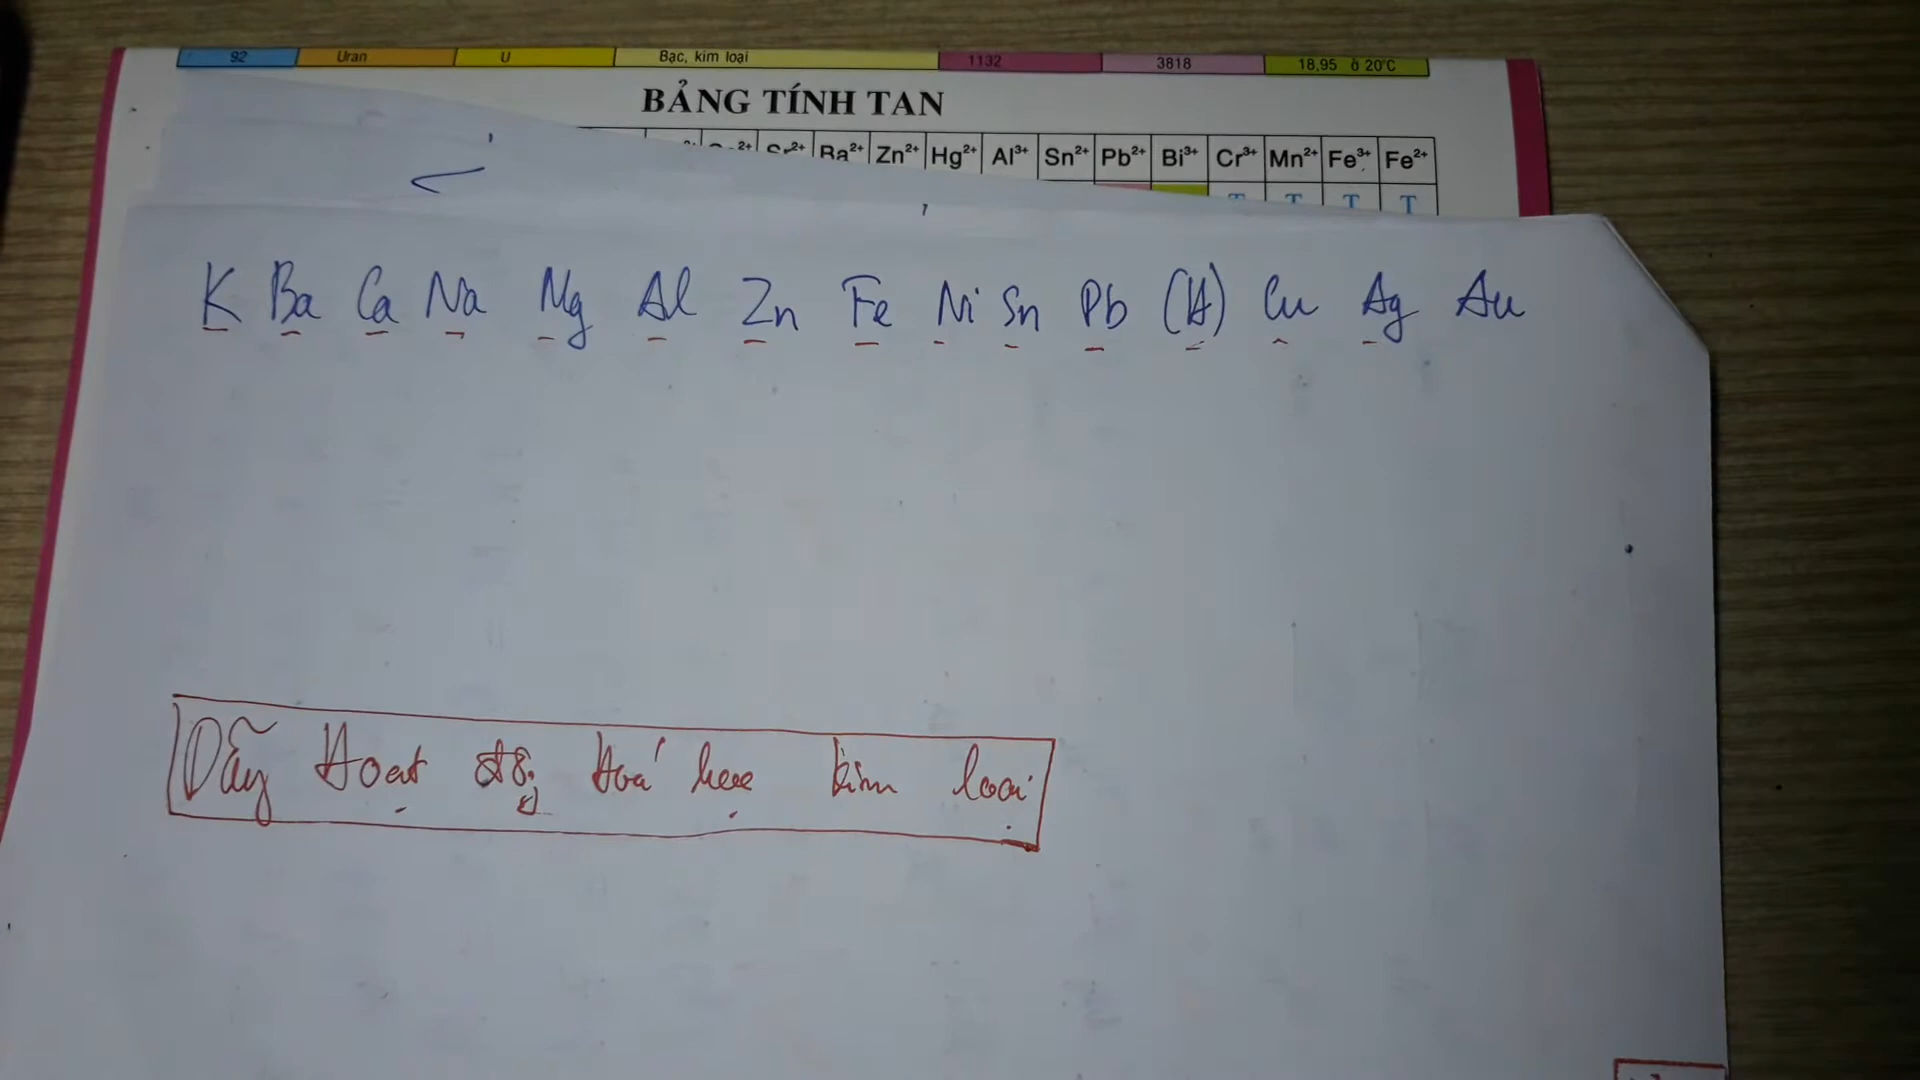 92 Uran U Bạc, kim loại 1132 3818 18,95 ở 20°C
BẢNG TÍNH TAN
Sr²⁺ Ba²⁺ Zn²⁺ Hg²⁺ Al³⁺ Sn²⁺ Pb²⁺ Bi³⁺ Cr³⁺ Mn²⁺ Fe³⁺ Fe²⁺
T T T T
K Ba Ca Na Mg Al Zn Fe Ni Sn Pb (H) Cu Ag Au
Dãy Hoạt độg Hoá học kim loại